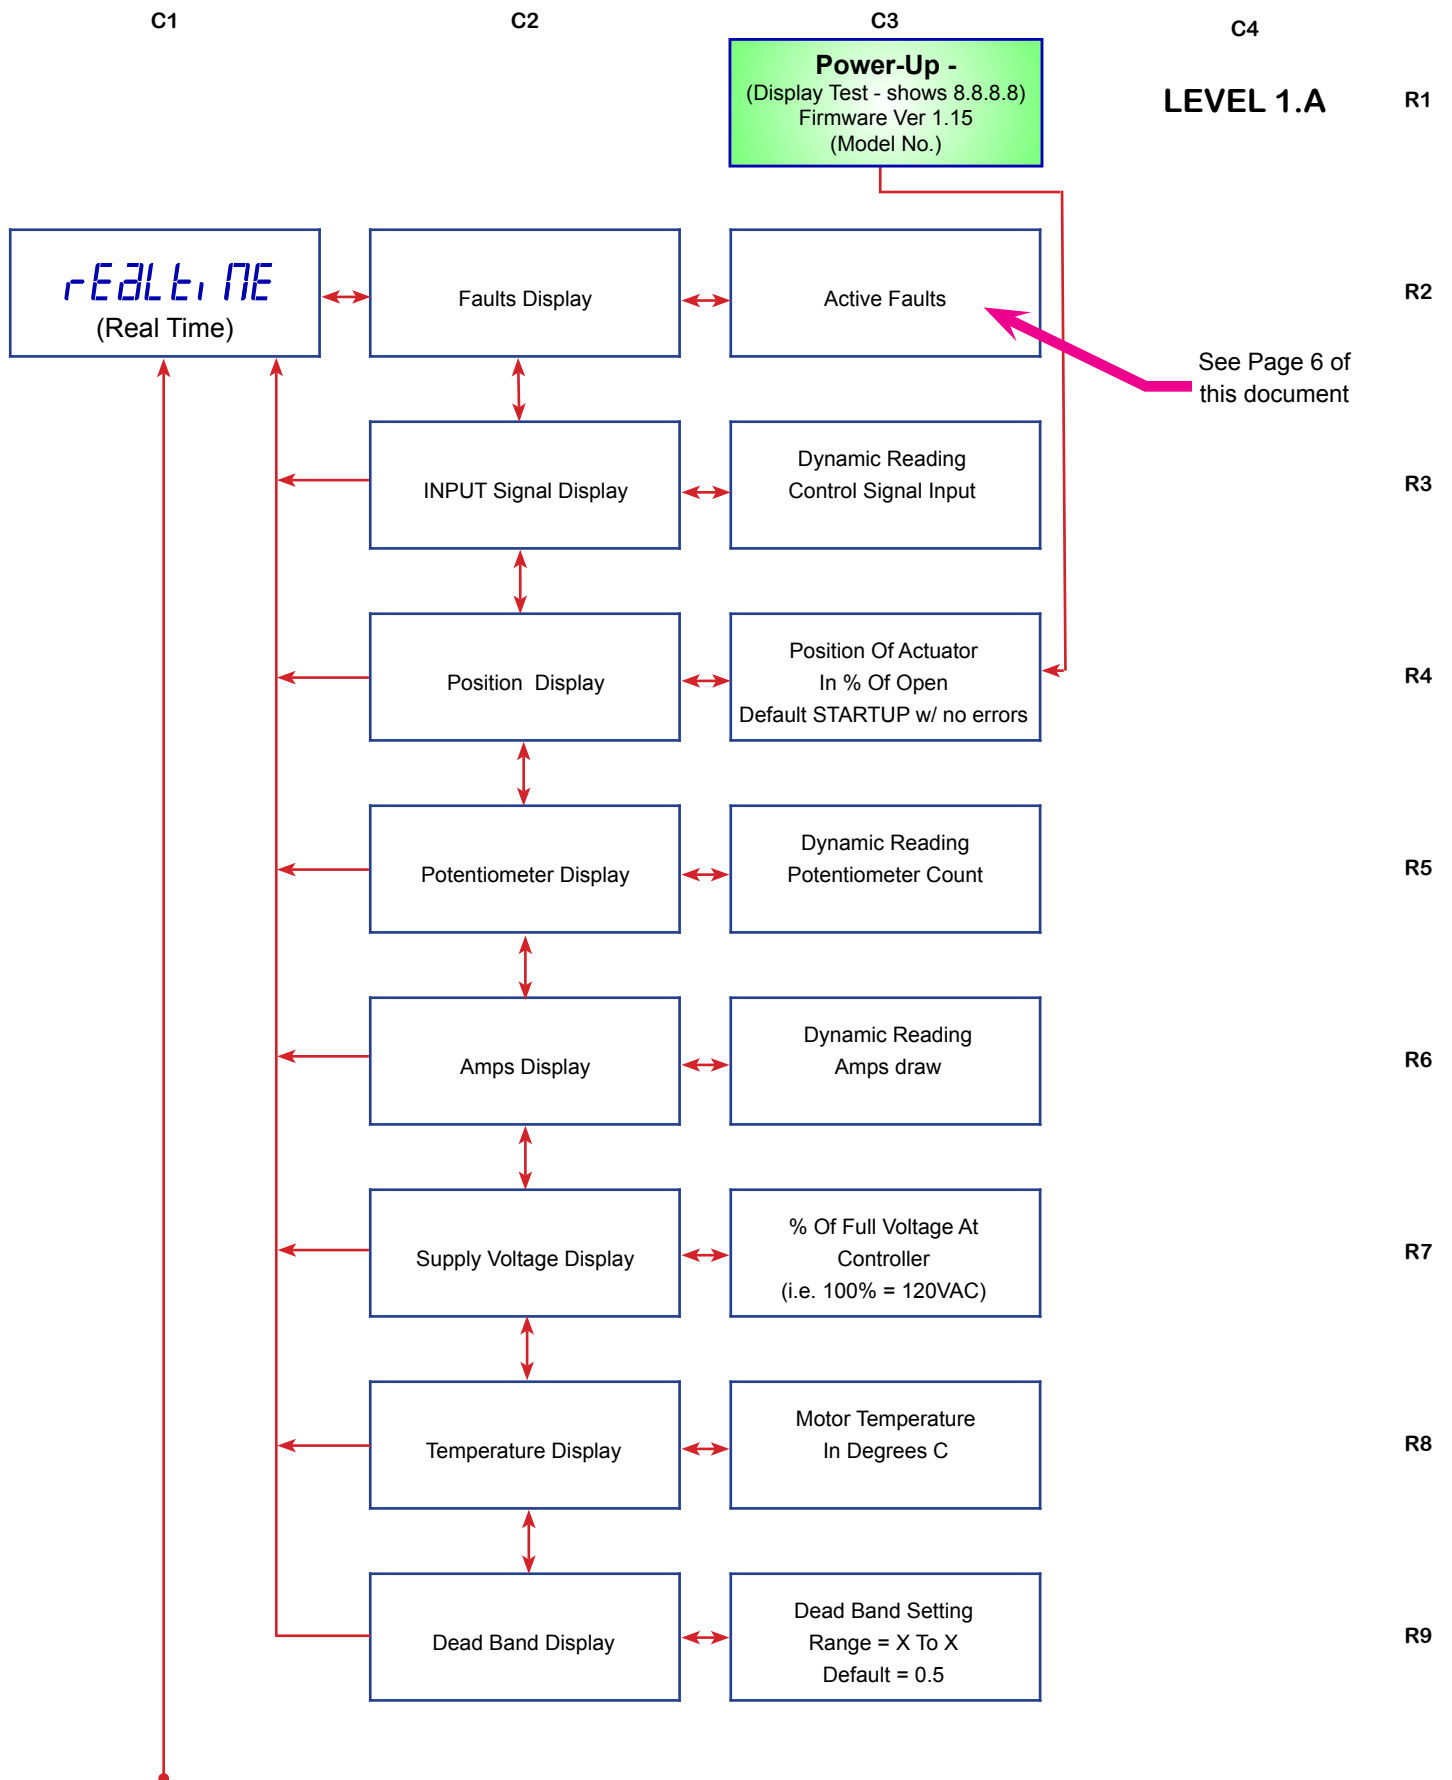 C1
C2
C3
C4
Power-Up -
(Display Test - shows 8.8.8.8)
Firmware Ver 1.15
(Model No.)
LEVEL 1.A
R1
rEALtiME
(Real Time)
Faults Display
Active Faults
R2
See Page 6 of
this document
INPUT Signal Display
Dynamic Reading
Control Signal Input
R3
Position Display
Position Of Actuator
In % Of Open
Default STARTUP w/ no errors
R4
Potentiometer Display
Dynamic Reading
Potentiometer Count
R5
Amps Display
Dynamic Reading
Amps draw
R6
Supply Voltage Display
% Of Full Voltage At
Controller
(i.e. 100% = 120VAC)
R7
Temperature Display
Motor Temperature
In Degrees C
R8
Dead Band Display
Dead Band Setting
Range = X To X
Default = 0.5
R9